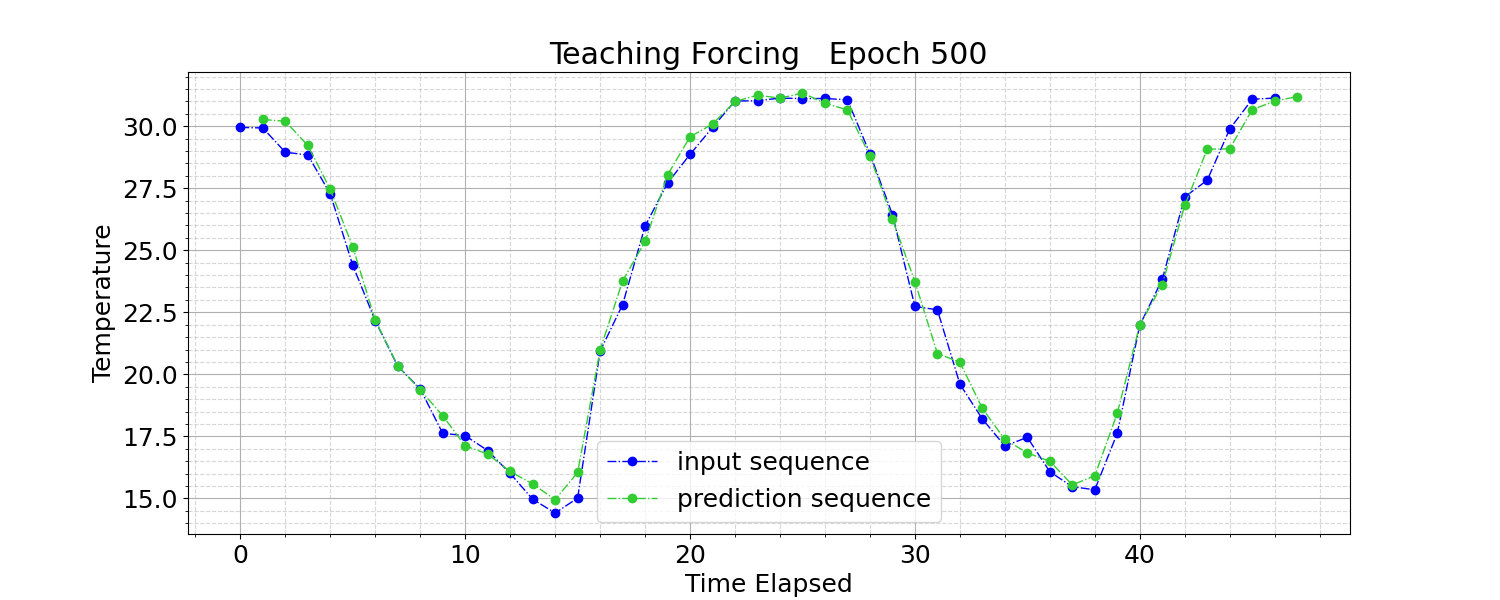 Teaching Forcing   Epoch 500
Temperature
30.0
27.5
25.0
22.5
20.0
17.5
15.0
input sequence
prediction sequence
0 10 20 30 40
Time Elapsed